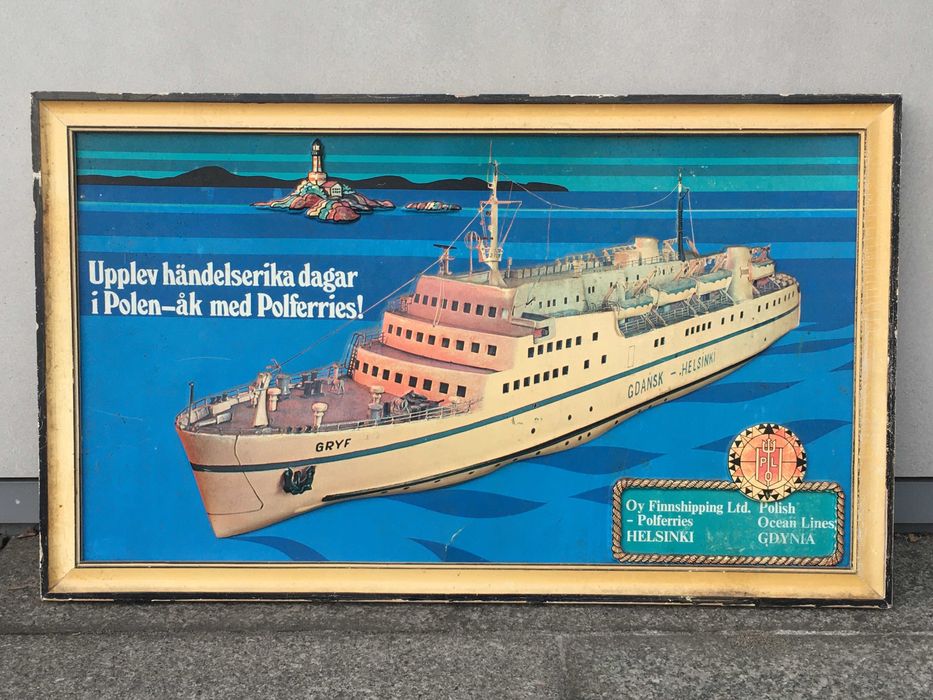 Upplev händelserika dagar
i Polen–åk med Polferries!
GRYF
GDAŃSK – HELSINKI
PLO
Oy Finnshipping Ltd.
- Polferries
HELSINKI
Polish
Ocean Lines
GDYNIA